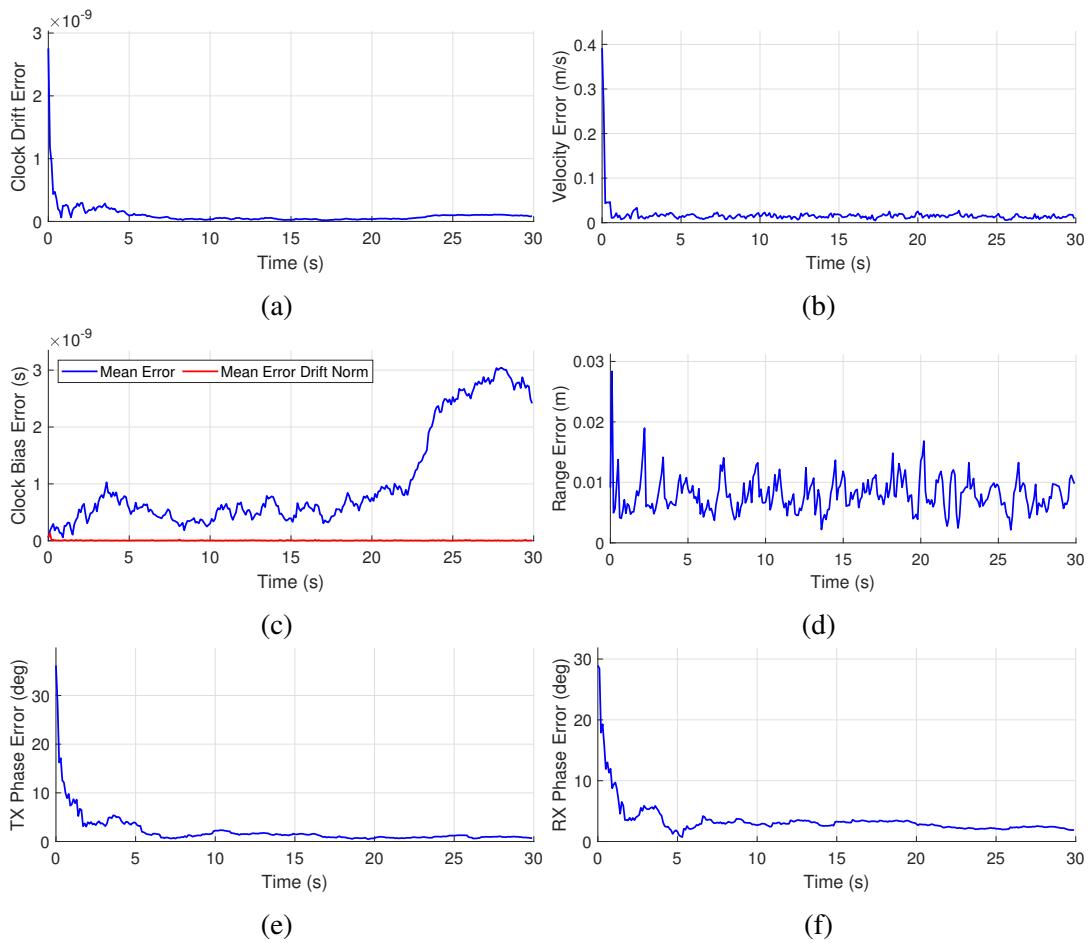 ×10⁻⁹
Clock Drift Error
3
2
1
0
0 5 10 15 20 25 30
Time (s)
(a)
Velocity Error (m/s)
0.4
0.3
0.2
0.1
0
0 5 10 15 20 25 30
Time (s)
(b)
×10⁻⁹
Clock Bias Error (s)
3
2
1
0
Mean Error Mean Error Drift Norm
0 5 10 15 20 25 30
Time (s)
(c)
Range Error (m)
0.03
0.02
0.01
0
0 5 10 15 20 25 30
Time (s)
(d)
TX Phase Error (deg)
30
20
10
0
0 5 10 15 20 25 30
Time (s)
(e)
RX Phase Error (deg)
30
20
10
0
0 5 10 15 20 25 30
Time (s)
(f)